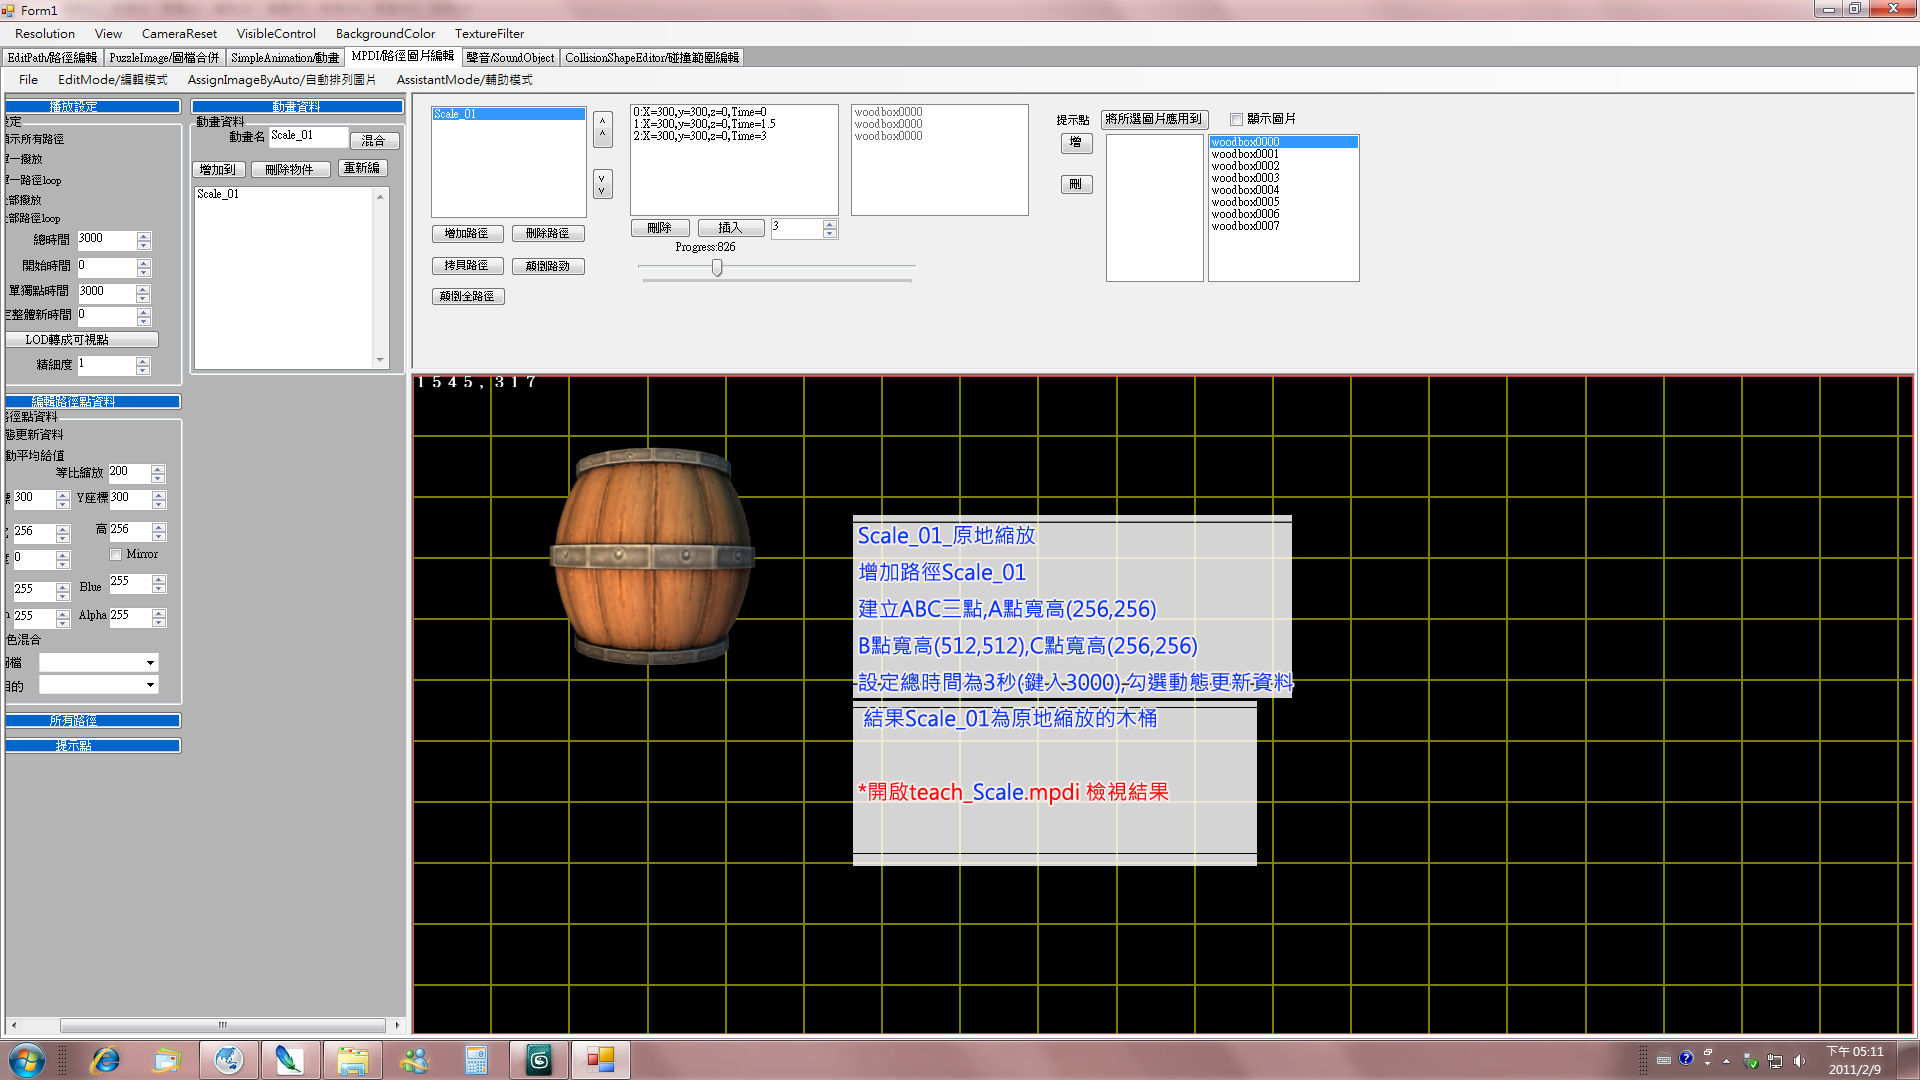 Form1
Resolution View CameraReset VisibleControl BackgroundColor TextureFilter
EditPath/路徑編輯 PuzzleImage/圖檔合併 SimpleAnimation/動畫 MPDI/路徑圖片編輯 聲音/SoundObject CollisionShapeEditor/碰撞範圍編輯
File EditMode/編輯模式 AssignImageByAuto/自動排列圖片 AssistantMode/輔助模式
播放設定
定
示所有路徑
一撥放
一路徑loop
部撥放
部路徑loop
總時間 3000
開始時間 0
單獨點時間 3000
整體新時間 0
LOD轉成可視點
精細度 1
編輯路徑點資料
徑點資料
態更新資料
動平均給值
等比縮放 200
300 Y座標 300
256 高 256
0 Mirror
255 Blue 255
255 Alpha 255
色混合
檔
的
所有路徑
提示點
動畫資料
動畫資料
動畫名 Scale_01 混合
增加到 刪除物件 重新編
Scale_01
Scale_01
增加路徑 刪除路徑
拷貝路徑 顛倒路勁
顛倒全路徑
0:X=300,y=300,z=0,Time=0
1:X=300,y=300,z=0,Time=1.5
2:X=300,y=300,z=0,Time=3
刪除 插入 3
Progress:826
woodbox0000
woodbox0000
woodbox0000
提示點 將所選圖片應用到 顯示圖片
增
刪
woodbox0000
woodbox0001
woodbox0002
woodbox0003
woodbox0004
woodbox0005
woodbox0006
woodbox0007
1545,317
Scale_01_原地縮放
增加路徑Scale_01
建立ABC三點,A點寬高(256,256)
B點寬高(512,512),C點寬高(256,256)
設定總時間為3秒(鍵入3000),勾選動態更新資料
結果Scale_01為原地縮放的木桶
*開啟teach_Scale.mpdi 檢視結果
下午 05:11
2011/2/9